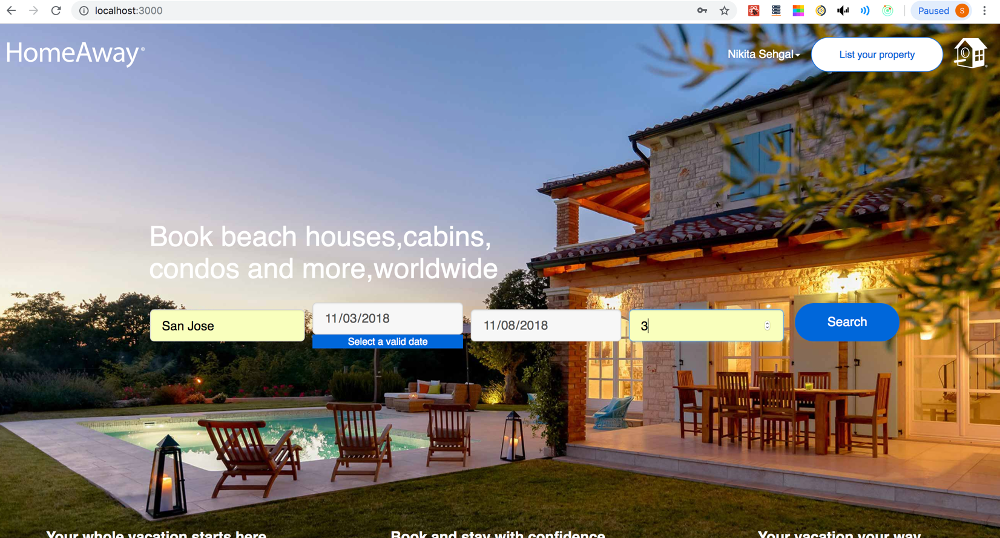 localhost:3000
Paused
S
HomeAway®
Nikita Sehgal
List your property
Book beach houses,cabins,
condos and more,worldwide
San Jose
11/03/2018
Select a valid date
11/08/2018
3
Search
Your whole vacation starts here
Book and stay with confidence
Your vacation your way